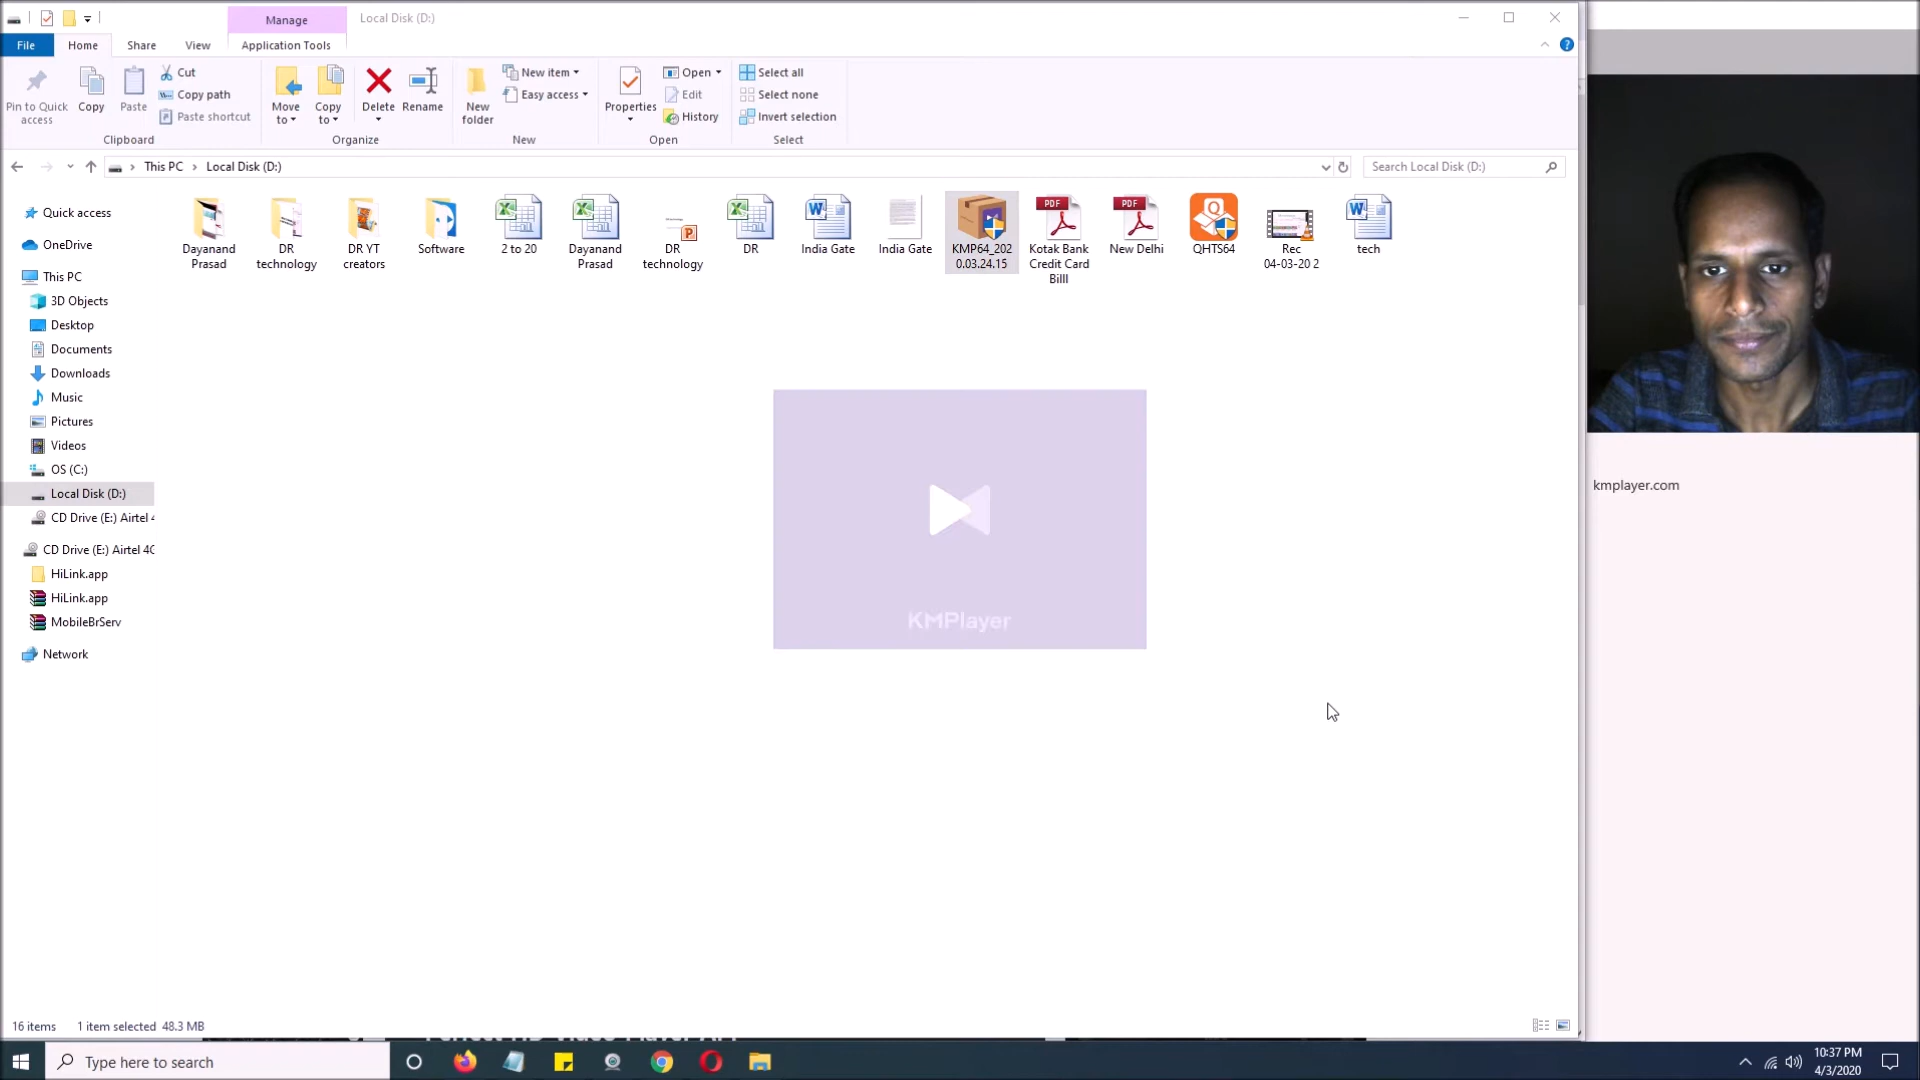 Manage
Local Disk (D:)
File
Home
Share
View
Application Tools
Pin to Quick access
Copy
Paste
Cut
Copy path
Paste shortcut
Clipboard
Move to
Copy to
Delete
Rename
Organize
New folder
New item
Easy access
New
Properties
Open
Edit
History
Open
Select all
Select none
Invert selection
Select
This PC
Local Disk (D:)
Search Local Disk (D:)
Quick access
OneDrive
This PC
3D Objects
Desktop
Documents
Downloads
Music
Pictures
Videos
OS (C:)
Local Disk (D:)
CD Drive (E:) Airtel 4
CD Drive (E:) Airtel 4G
HiLink.app
HiLink.app
MobileBrServ
Network
Dayanand Prasad
DR technology
DR YT creators
Software
2 to 20
Dayanand Prasad
DR technology
DR
India Gate
India Gate
KMP64_202
0.03.24.15
PDF
Kotak Bank Credit Card Billl
PDF
New Delhi
QHTS64
Rec 04-03-20 2
tech
KMPlayer
kmplayer.com
16 items
1 item selected 48.3 MB
Type here to search
10:37 PM
4/3/2020